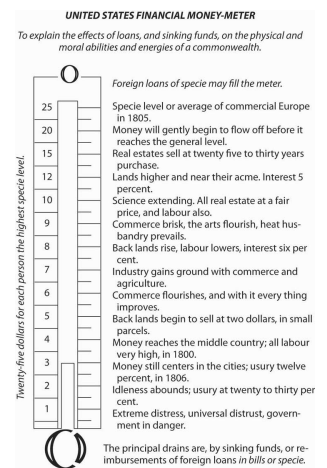 UNITED STATES FINANCIAL MONEY-METER
To explain the effects of loans, and sinking funds, on the physical and
moral abilities and energies of a commonwealth.
Foreign loans of specie may fill the meter.
25
Specie level or average of commercial Europe
in 1805.
20
Money will gently begin to flow off before it
reaches the general level.
15
Real estates sell at twenty five to thirty years
purchase.
12
Lands higher and near their acme. Interest 5
percent.
10
Science extending. All real estate at a fair
price, and labour also.
9
Commerce brisk, the arts flourish, heat hus-
bandry prevails.
8
Back lands rise, labour lowers, interest six per
cent.
7
Industry gains ground with commerce and
agriculture.
6
Commerce flourishes, and with it every thing
improves.
5
Back lands begin to sell at two dollars, in small
parcels.
4
Money reaches the middle country; all labour
very high, in 1800.
3
Money still centers in the cities; usury twelve
percent, in 1806.
2
Idleness abounds; usury at twenty to thirty per
cent.
1
Extreme distress, universal distrust, govern-
ment in danger.
Twenty-five dollars for each person the highest specie level.
The principal drains are, by sinking funds, or re-
imbursements of foreign loans in bills or specie.